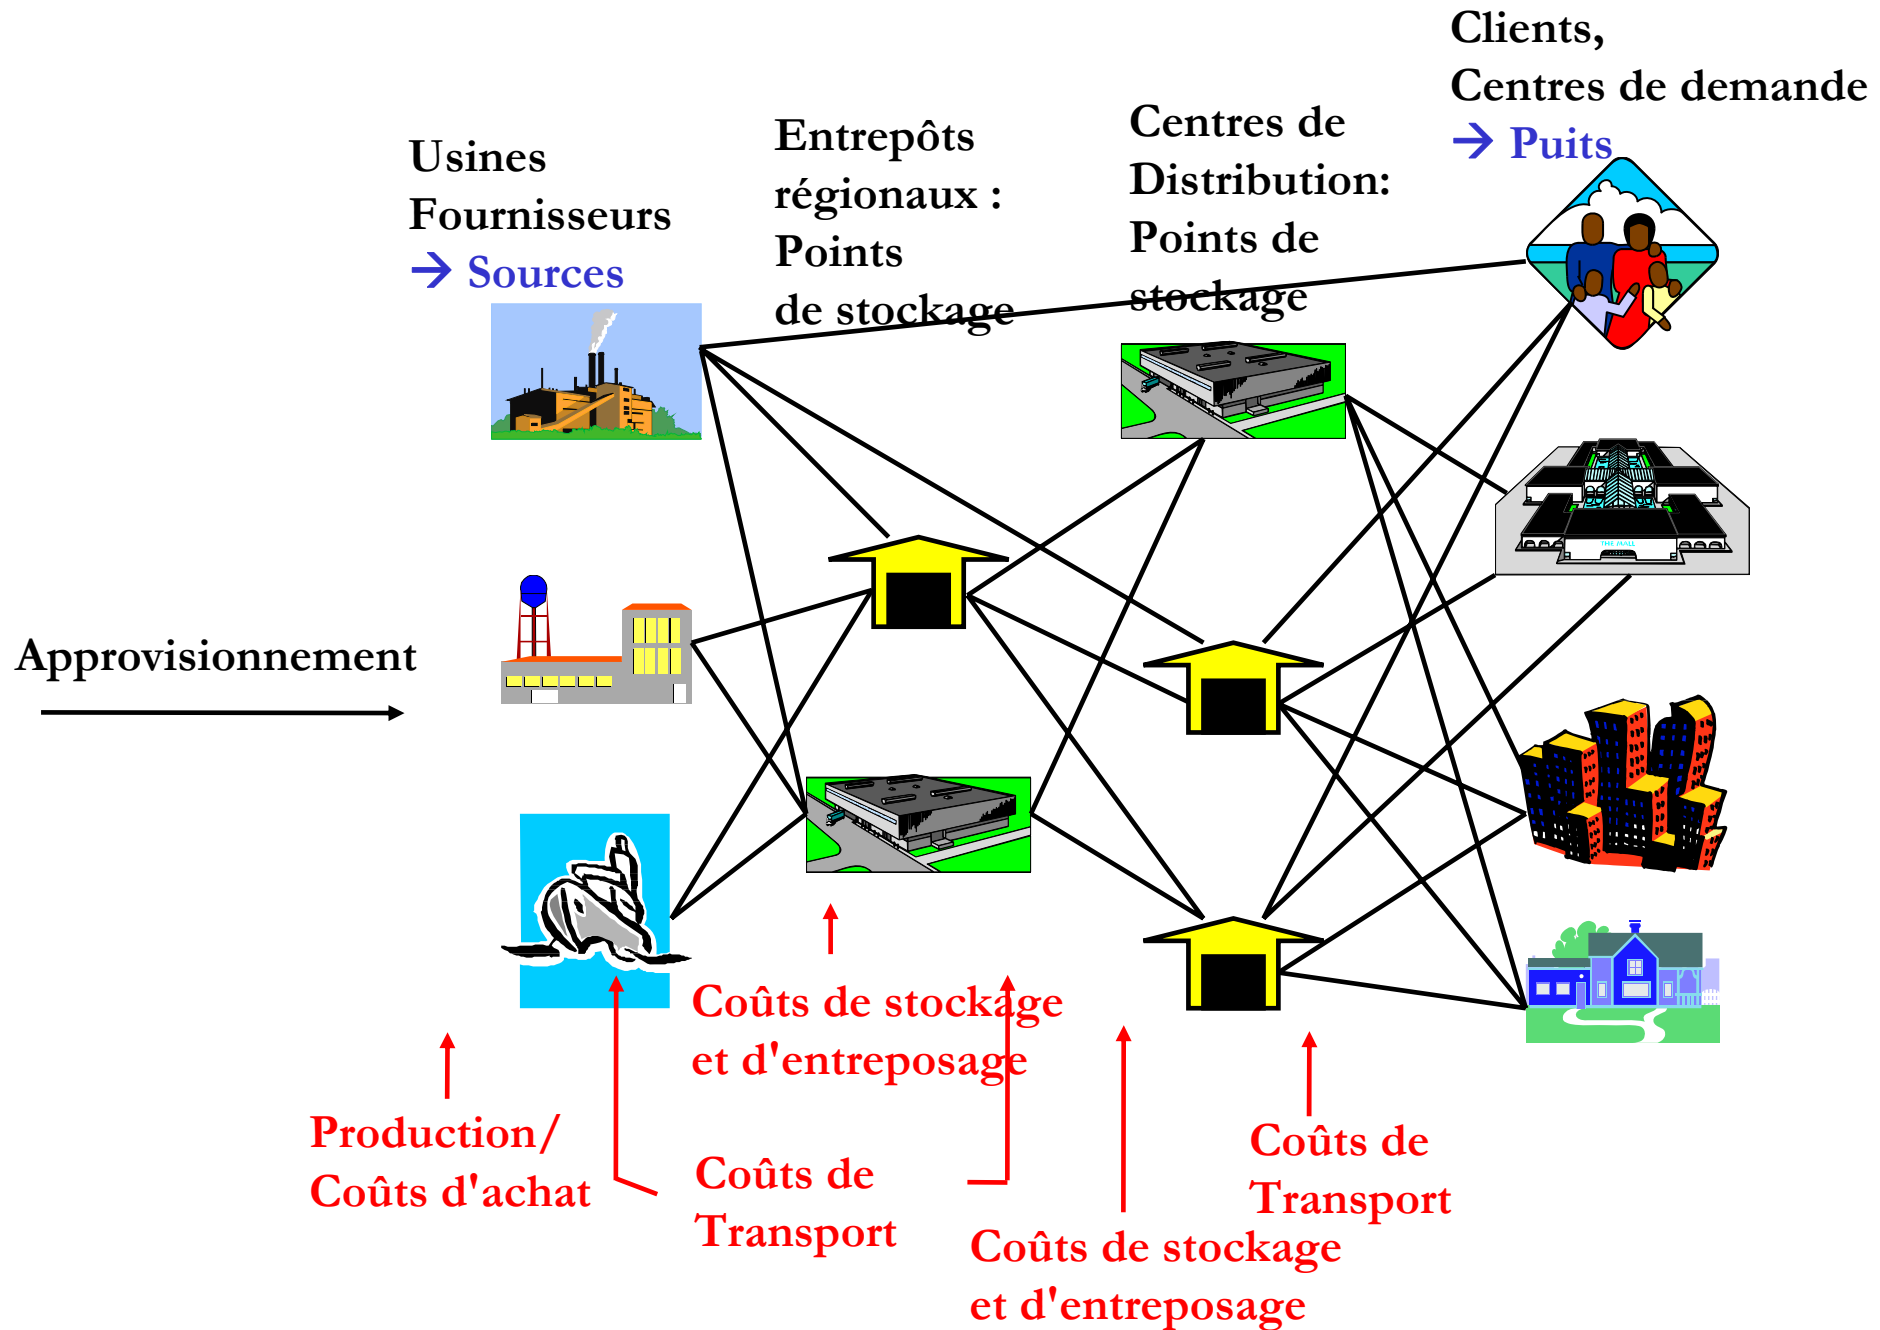 Clients,
Centres de demande
→ Puits
Centres de
Distribution:
Points de
stockage
Entrepôts
régionaux :
Points
de stockage
Usines
Fournisseurs
→ Sources
THE MALE
Approvisionnement
Coûts de stockage
et d'entreposage
Production/
Coûts d'achat
Coûts de
Transport
Coûts de
Transport
Coûts de stockage
et d'entreposage